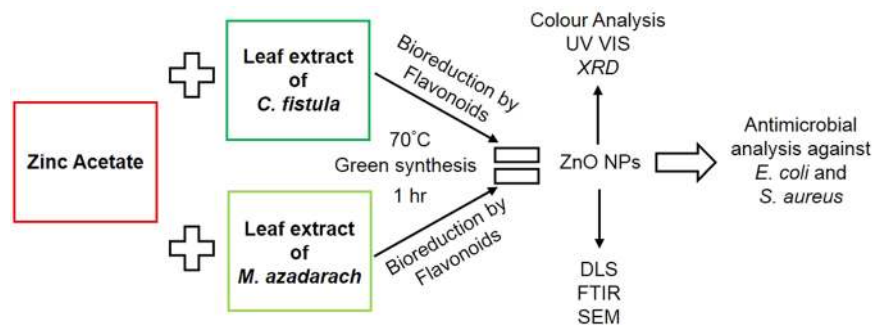 Zinc Acetate
Leaf extract
of
C. fistula
Leaf extract
of
M. azadarach
Bioreduction by
Flavonoids
70°C
Green synthesis
1 hr
Bioreduction by
Flavonoids
Colour Analysis
UV VIS
XRD
ZnO NPs
DLS
FTIR
SEM
Antimicrobial
analysis against
E. coli and
S. aureus